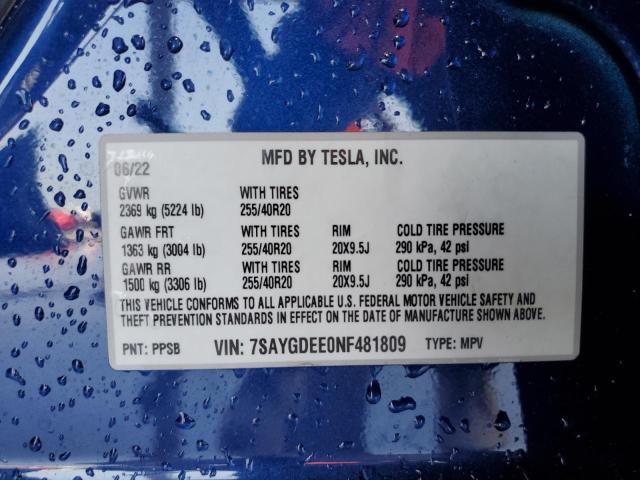 MFD BY TESLA, INC.
06/22
GVWR WITH TIRES
2369 kg (5224 lb) 255/40R20
GAWR FRT WITH TIRES RIM COLD TIRE PRESSURE
1363 kg (3004 lb) 255/40R20 20X9.5J 290 kPa, 42 psi
GAWR RR WITH TIRES RIM COLD TIRE PRESSURE
1500 kg (3306 lb) 255/40R20 20X9.5J 290 kPa, 42 psi
THIS VEHICLE CONFORMS TO ALL APPLICABLE U.S. FEDERAL MOTOR VEHICLE SAFETY AND
THEFT PREVENTION STANDARDS IN EFFECT ON THE DATE OF MANUFACTURE SHOWN ABOVE.
PNT: PPSB VIN: 7SAYGDEE0NF481809 TYPE: MPV